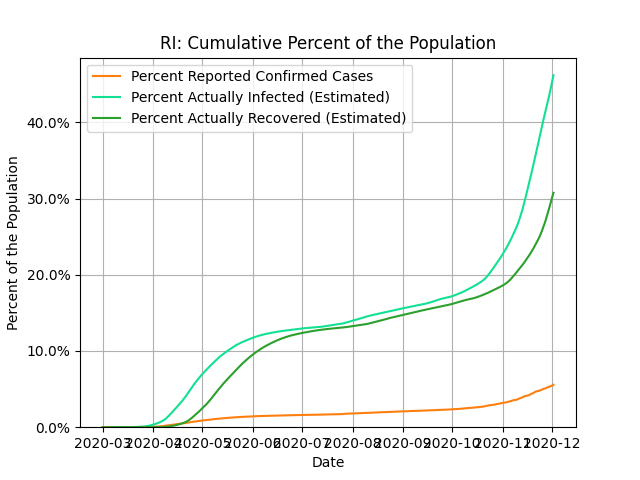 RI: Cumulative Percent of the Population
Percent Reported Confirmed Cases
Percent Actually Infected (Estimated)
Percent Actually Recovered (Estimated)
Percent of the Population
40.0%
30.0%
20.0%
10.0%
0.0%
2020-03 2020-04 2020-05 2020-06 2020-07 2020-08 2020-09 2020-10 2020-11 2020-12
Date